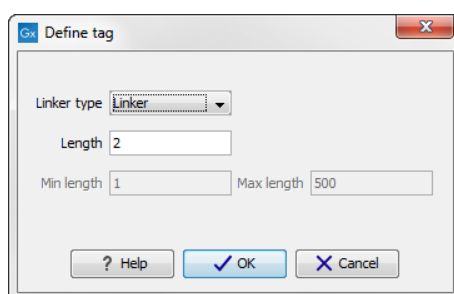 Gx Define tag
Linker type Linker
Length 2
Min length 1 Max length 500
? Help OK Cancel